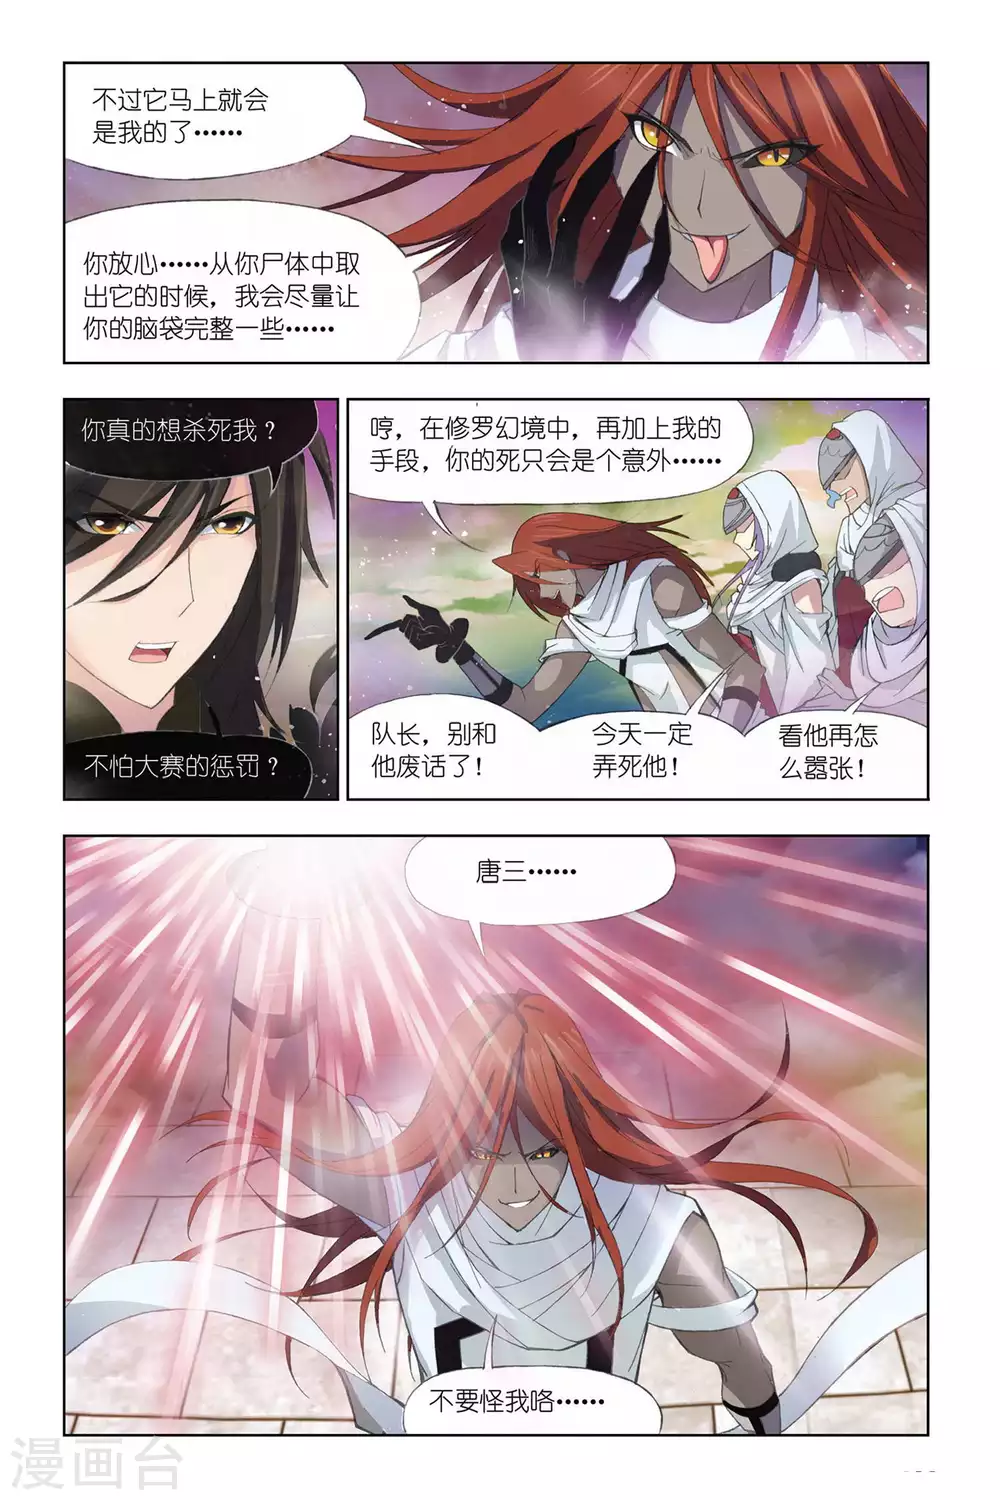 不过它马上就会
是我的了……
你放心……从你尸体中取
出它的时候，我会尽量让
你的脑袋完整一些……
你真的想杀死我？
不怕大赛的惩罚？
哼，在修罗幻境中，再加上我的
手段，你的死只会是个意外……
队长，别和
他废话了！
今天一定
弄死他！
看他再怎
么嚣张！
唐三……
不要怪我咯……
漫画台